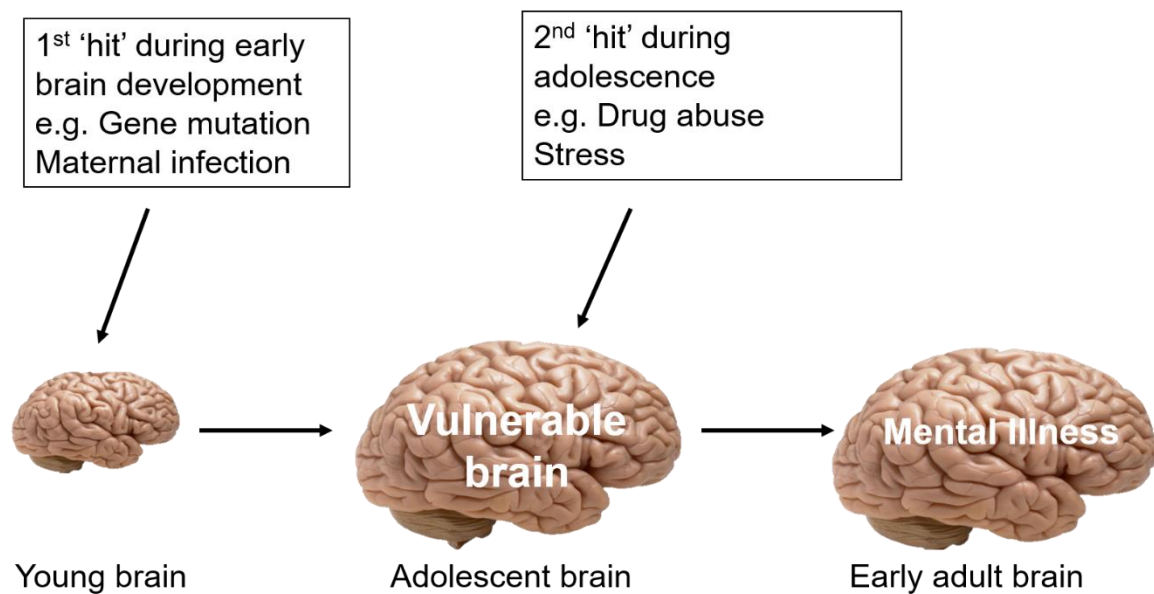 1st ‘hit’ during early
brain development
e.g. Gene mutation
Maternal infection
2nd ‘hit’ during
adolescence
e.g. Drug abuse
Stress
Vulnerable
brain
Mental Illness
Young brain
Adolescent brain
Early adult brain